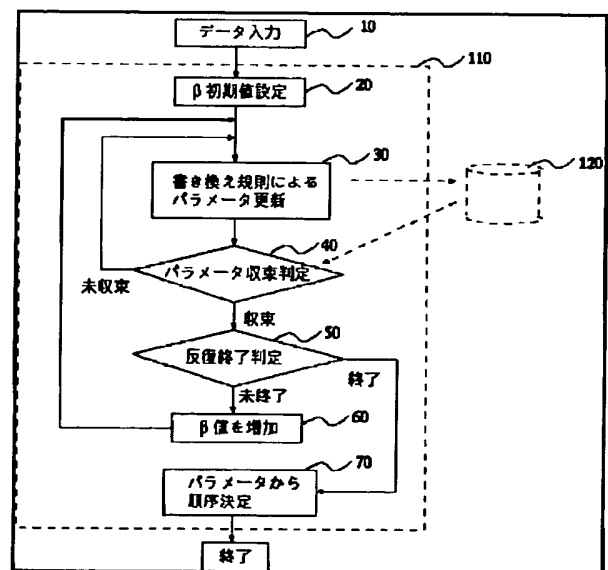 データ入力
10
110
β初期値設定
20
30
120
書き換え規則による
パラメータ更新
40
パラメータ収束判定
未収束
収束
50
反復終了判定
終了
未終了
60
β値を増加
70
パラメータから
順序決定
終了